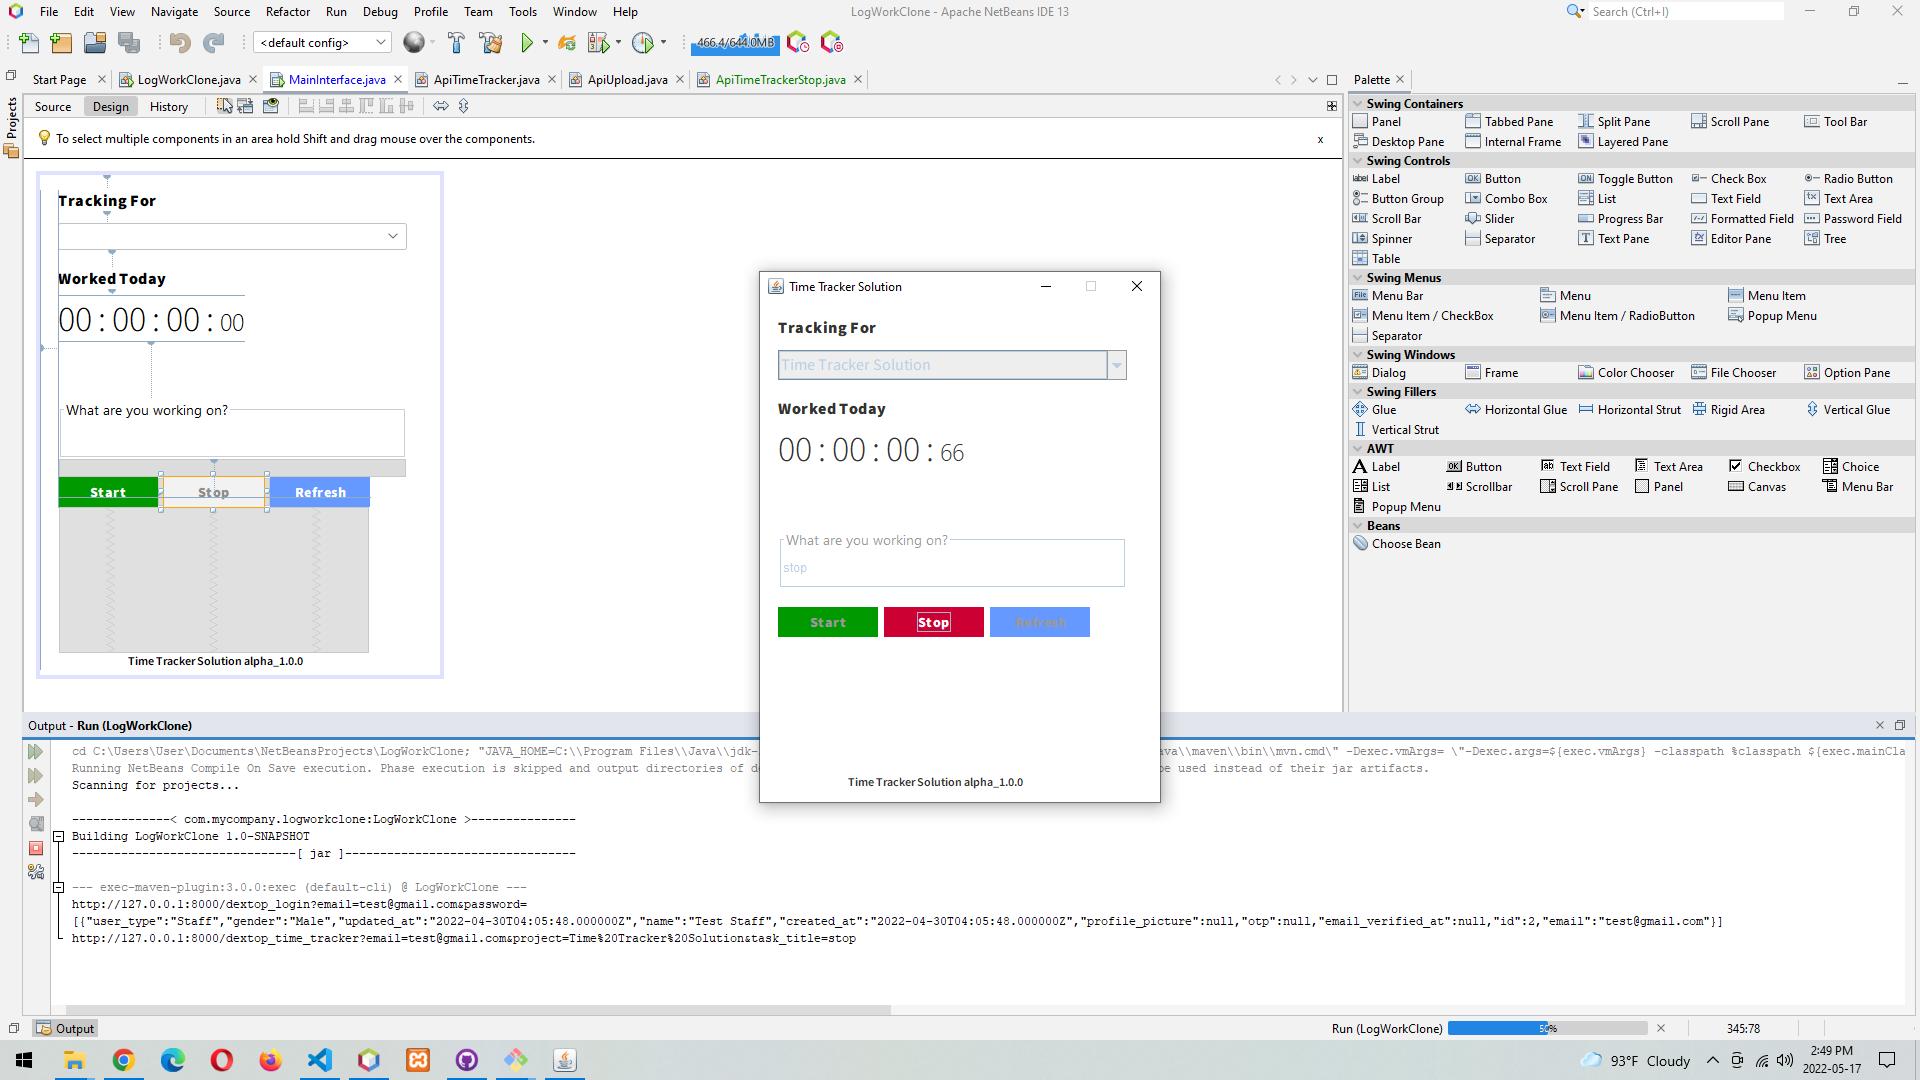 File Edit View Navigate Source Refactor Run Debug Profile Team Tools Window Help
LogWorkClone - Apache NetBeans IDE 13
Search (Ctrl+I)
<default config>
466.4/644.0MB
Start Page
LogWorkClone.java
MainInterface.java
ApiTimeTracker.java
ApiUpload.java
ApiTimeTrackerStop.java
Projects
Source Design History
To select multiple components in an area hold Shift and drag mouse over the components.
x
Tracking For
Worked Today
00 : 00 : 00 : 00
What are you working on?
Start Stop Refresh
Time Tracker Solution alpha_1.0.0
Time Tracker Solution
Tracking For
Time Tracker Solution
Worked Today
00 : 00 : 00 : 66
What are you working on?
stop
Start Stop Refresh
Time Tracker Solution alpha_1.0.0
Palette
Swing Containers
Panel Tabbed Pane Split Pane Scroll Pane Tool Bar
Desktop Pane Internal Frame Layered Pane
Swing Controls
label Label OK Button ON Toggle Button Check Box Radio Button
Button Group Combo Box List Text Field Text Area
Scroll Bar Slider Progress Bar Formatted Field Password Field
Spinner Separator Text Pane Editor Pane Tree
Table
Swing Menus
File Menu Bar Menu Menu Item
Menu Item / CheckBox Menu Item / RadioButton Popup Menu
Separator
Swing Windows
Dialog Frame Color Chooser File Chooser Option Pane
Swing Fillers
Glue Horizontal Glue Horizontal Strut Rigid Area Vertical Glue
Vertical Strut
AWT
A Label OK Button Text Field Text Area Checkbox Choice
List Scrollbar Scroll Pane Panel Canvas Menu Bar
Popup Menu
Beans
Choose Bean
Output - Run (LogWorkClone)
cd C:\Users\User\Documents\NetBeansProjects\LogWorkClone; "JAVA_HOME=C:\\Program Files\\Java\\jdk- ava\\maven\\bin\\mvn.cmd\" -Dexec.vmArgs= \"-Dexec.args=${exec.vmArgs} -classpath %classpath ${exec.mainCla
Running NetBeans Compile On Save execution. Phase execution is skipped and output directories of d be used instead of their jar artifacts.
Scanning for projects...
--------------< com.mycompany.logworkclone:LogWorkClone >---------------
Building LogWorkClone 1.0-SNAPSHOT
--------------------------------[ jar ]---------------------------------
--- exec-maven-plugin:3.0.0:exec (default-cli) @ LogWorkClone ---
http://127.0.0.1:8000/dextop_login?email=test@gmail.com&password=
[{"user_type":"Staff","gender":"Male","updated_at":"2022-04-30T04:05:48.000000Z","name":"Test Staff","created_at":"2022-04-30T04:05:48.000000Z","profile_picture":null,"otp":null,"email_verified_at":null,"id":2,"email":"test@gmail.com"}]
http://127.0.0.1:8000/dextop_time_tracker?email=test@gmail.com&project=Time%20Tracker%20Solution&task_title=stop
Output
Run (LogWorkClone)
50%
345:78
93°F Cloudy
2:49 PM
2022-05-17